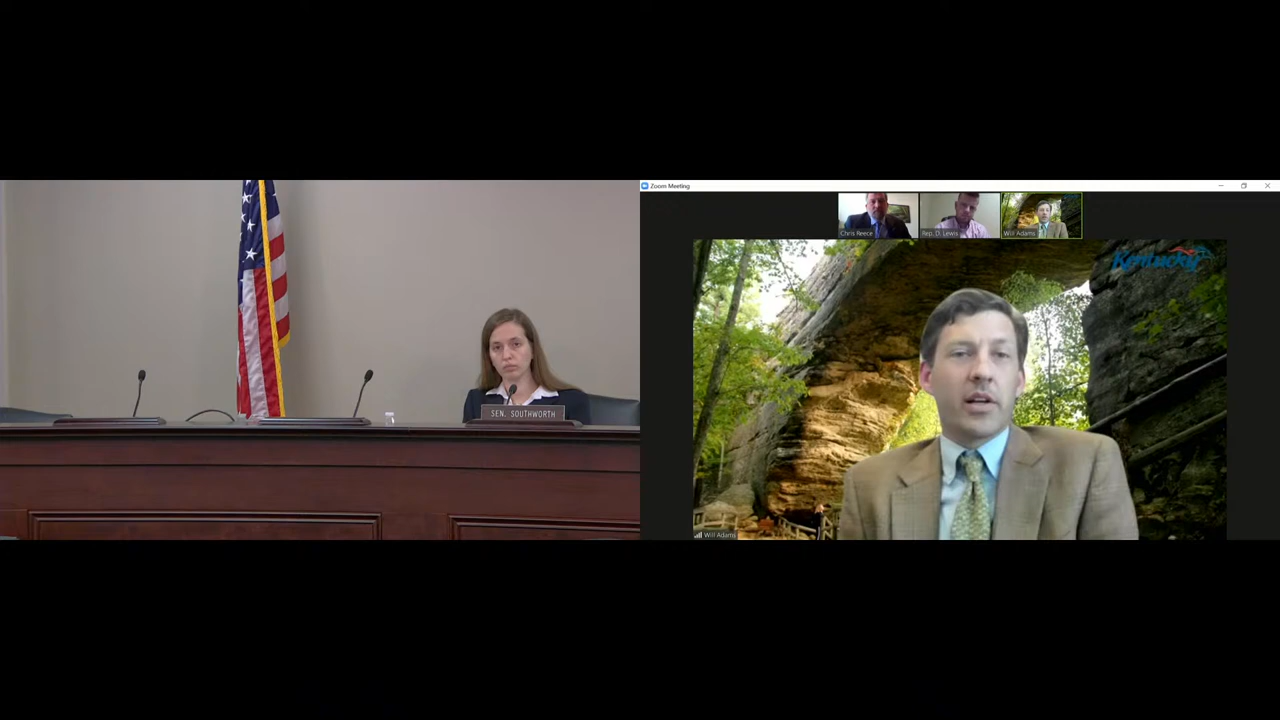 SEN. SOUTHWORTH
Zoom Meeting
Chris Reece
Rep. D. Lewis
Will Adams
Kentucky
Will Adams